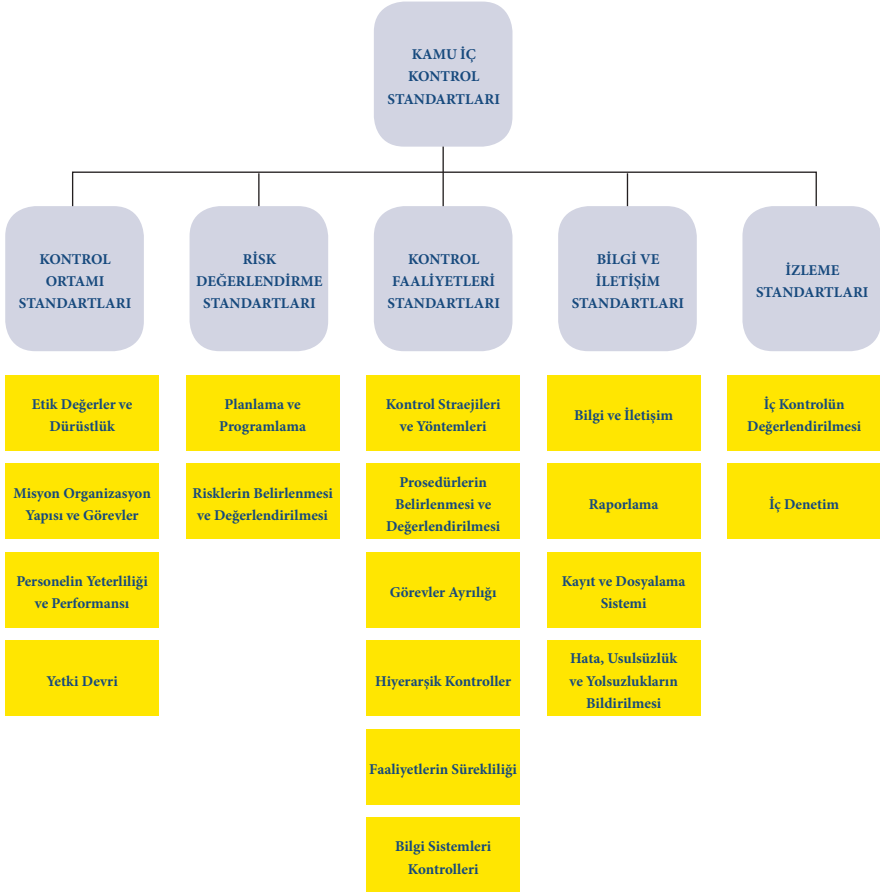 KAMU İÇ
KONTROL
STANDARTLARI
KONTROL
ORTAMI
STANDARTLARI
RİSK
DEĞERLENDİRME
STANDARTLARI
KONTROL
FAALİYETLERİ
STANDARTLARI
BİLGİ VE
İLETİŞİM
STANDARTLARI
İZLEME
STANDARTLARI
Etik Değerler ve
Dürüstlük
Misyon Organizasyon
Yapısı ve Görevler
Personelin Yeterliliği
ve Performansı
Yetki Devri
Planlama ve
Programlama
Risklerin Belirlenmesi
ve Değerlendirilmesi
Kontrol Straejileri
ve Yöntemleri
Prosedürlerin
Belirlenmesi ve
Değerlendirilmesi
Görevler Ayrılığı
Hiyerarşik Kontroller
Faaliyetlerin Sürekliliği
Bilgi Sistemleri
Kontrolleri
Bilgi ve İletişim
Raporlama
Kayıt ve Dosyalama
Sistemi
Hata, Usulsüzlük
ve Yolsuzlukların
Bildirilmesi
İç Kontrolün
Değerlendirilmesi
İç Denetim